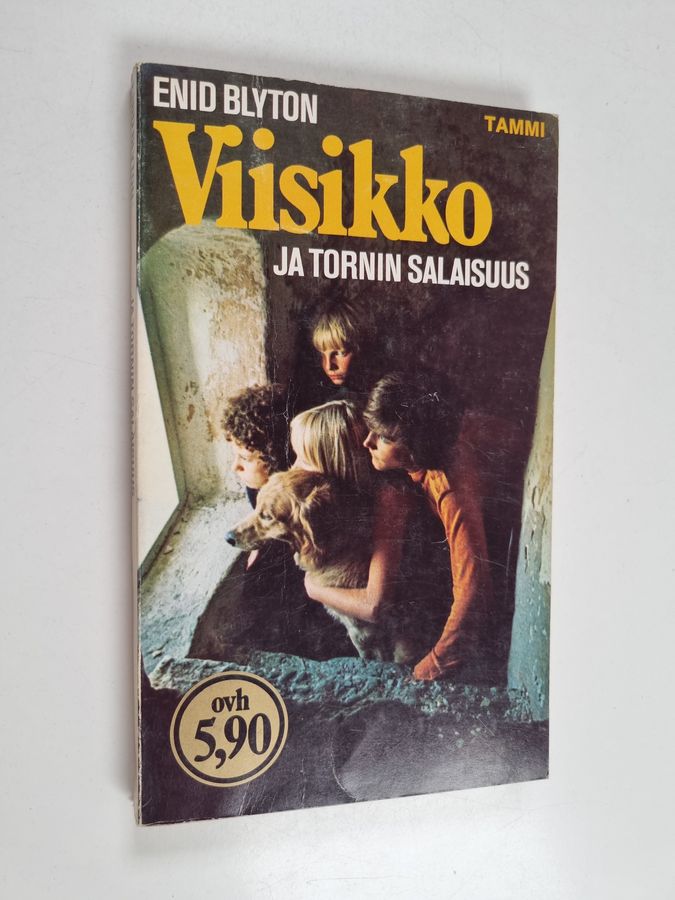 ENID BLYTON
TAMMI
Viisikko
JA TORNIN SALAISUUS
ovh
5,90